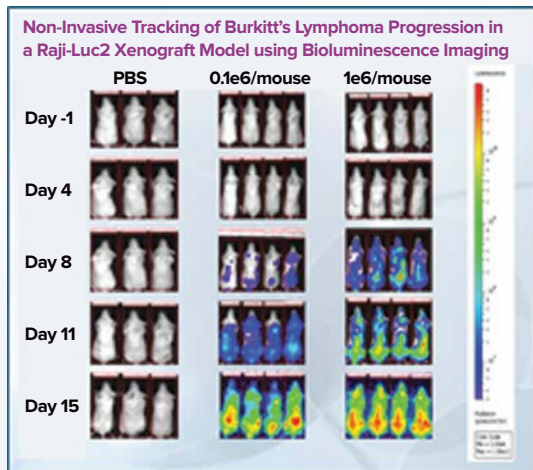 Non-Invasive Tracking of Burkitt's Lymphoma Progression in
a Raji-Luc2 Xenograft Model using Bioluminescence Imaging
PBS 0.1e6/mouse 1e6/mouse
Luminescence
Day -1
Day 4
Day 8
Day 11
Day 15